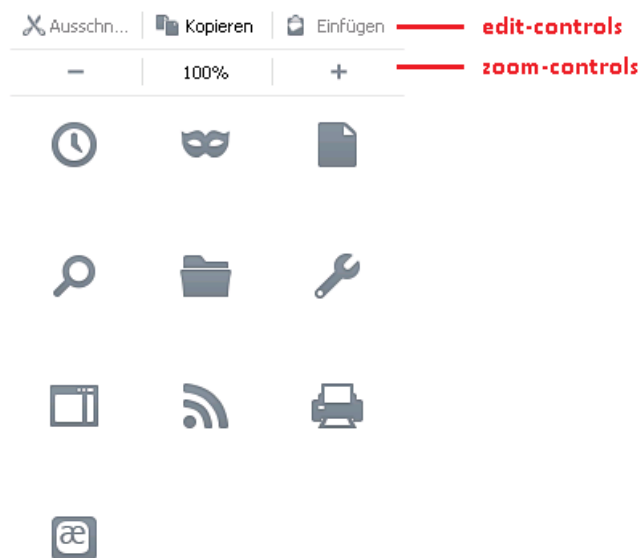 Ausschn... Kopieren Einfügen edit-controls
− 100% + zoom-controls
æ